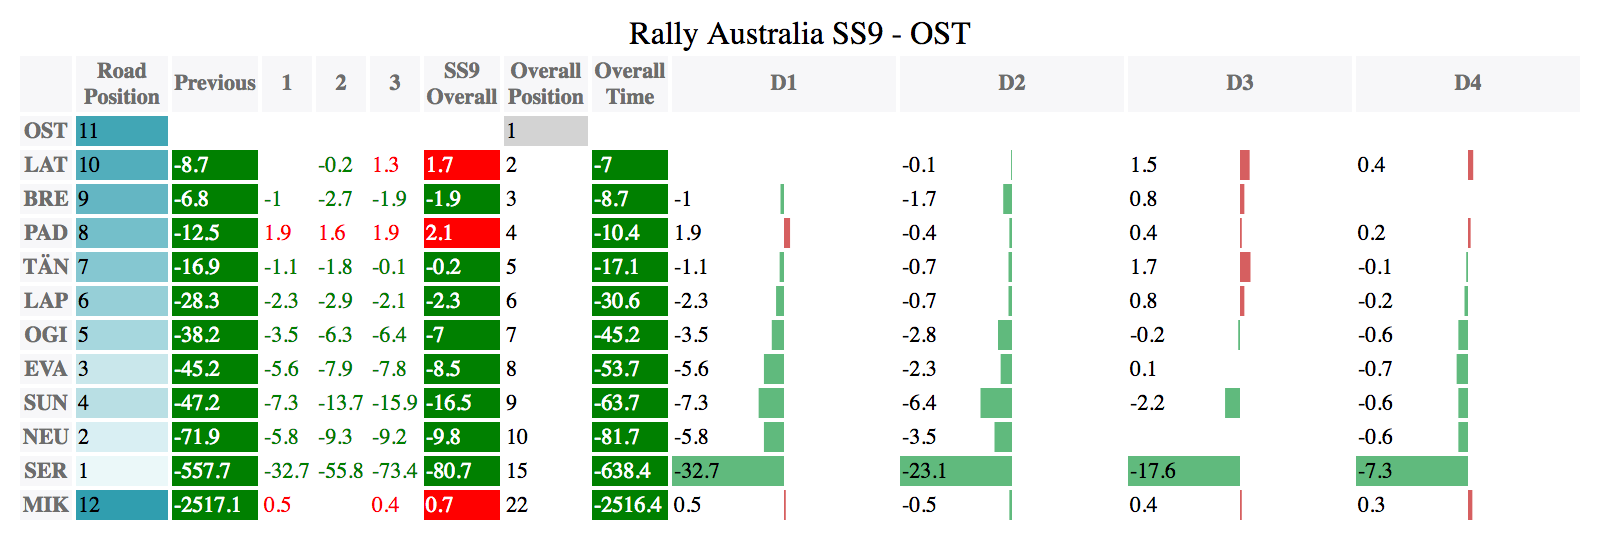 Rally Australia SS9 - OST
Road Position Previous 1 2 3 SS9 Overall Overall Position Overall Time D1 D2 D3 D4
OST 11 1
LAT 10 -8.7 -0.2 1.3 1.7 2 -7 -0.1 1.5 0.4
BRE 9 -6.8 -1 -2.7 -1.9 -1.9 3 -8.7 -1 -1.7 0.8
PAD 8 -12.5 1.9 1.6 1.9 2.1 4 -10.4 1.9 -0.4 0.4 0.2
TÄN 7 -16.9 -1.1 -1.8 -0.1 -0.2 5 -17.1 -1.1 -0.7 1.7 -0.1
LAP 6 -28.3 -2.3 -2.9 -2.1 -2.3 6 -30.6 -2.3 -0.7 0.8 -0.2
OGI 5 -38.2 -3.5 -6.3 -6.4 -7 7 -45.2 -3.5 -2.8 -0.2 -0.6
EVA 3 -45.2 -5.6 -7.9 -7.8 -8.5 8 -53.7 -5.6 -2.3 0.1 -0.7
SUN 4 -47.2 -7.3 -13.7 -15.9 -16.5 9 -63.7 -7.3 -6.4 -2.2 -0.6
NEU 2 -71.9 -5.8 -9.3 -9.2 -9.8 10 -81.7 -5.8 -3.5 -0.6
SER 1 -557.7 -32.7 -55.8 -73.4 -80.7 15 -638.4 -32.7 -23.1 -17.6 -7.3
MIK 12 -2517.1 0.5 0.4 0.7 22 -2516.4 0.5 -0.5 0.4 0.3